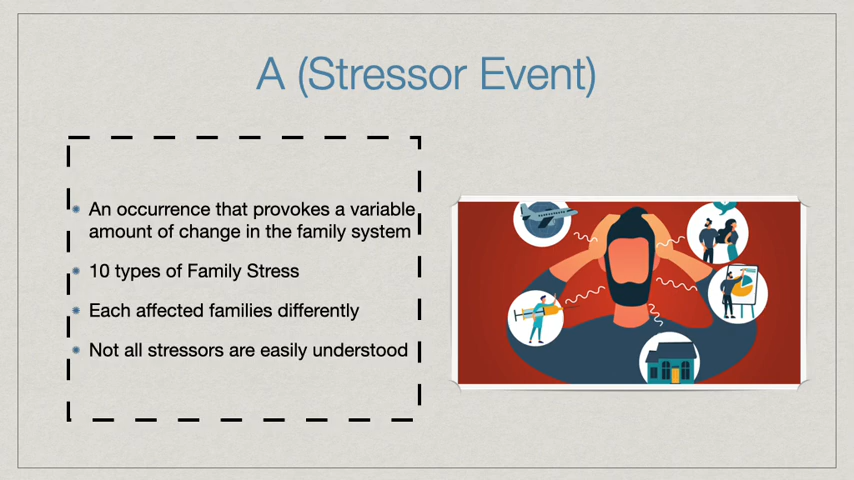 A (Stressor Event)
An occurrence that provokes a variable
amount of change in the family system
10 types of Family Stress
Each affected families differently
Not all stressors are easily understood